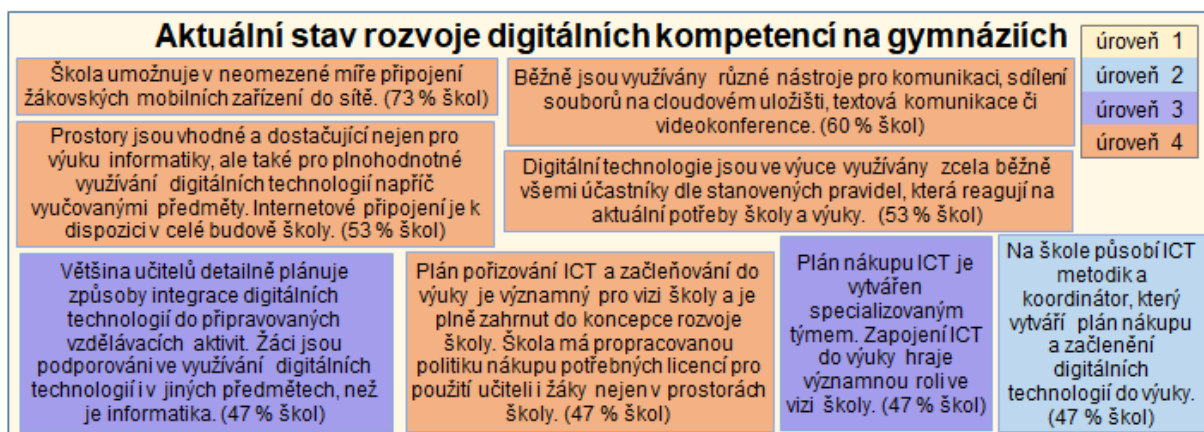 Aktuální stav rozvoje digitálních kompetencí na gymnáziích
úroveň 1
úroveň 2
úroveň 3
úroveň 4
Škola umožnuje v neomezené míře připojení
žákovských mobilních zařízení do sítě. (73 % škol)
Běžně jsou využívány různé nástroje pro komunikaci, sdílení
souborů na cloudovém uložišti, textová komunikace či
videokonference. (60 % škol)
Prostory jsou vhodné a dostačující nejen pro
výuku informatiky, ale také pro plnohodnotné
využívání digitálních technologií napříč
vyučovanými předměty. Internetové připojení je k
dispozici v celé budově školy. (53 % škol)
Digitální technologie jsou ve výuce využívány zcela běžně
všemi účastníky dle stanovených pravidel, která reagují na
aktuální potřeby školy a výuky. (53 % škol)
Většina učitelů detailně plánuje
způsoby integrace digitálních
technologií do připravovaných
vzdělávacích aktivit. Žáci jsou
podporováni ve využívání digitálních
technologií i v jiných předmětech, než
je informatika. (47 % škol)
Plán pořizování ICT a začleňování do
výuky je významný pro vizi školy a je
plně zahrnut do koncepce rozvoje
školy. Škola má propracovanou
politiku nákupu potřebných licencí pro
použití učiteli i žáky nejen v prostorách
školy. (47 % škol)
Plán nákupu ICT je
vytvářen
specializovaným
týmem. Zapojení ICT
do výuky hraje
významnou roli ve
vizi školy. (47 % škol)
Na škole působí ICT
metodik a
koordinátor, který
vytváří plán nákupu
a začlenění
digitálních
technologií do výuky.
(47 % škol)